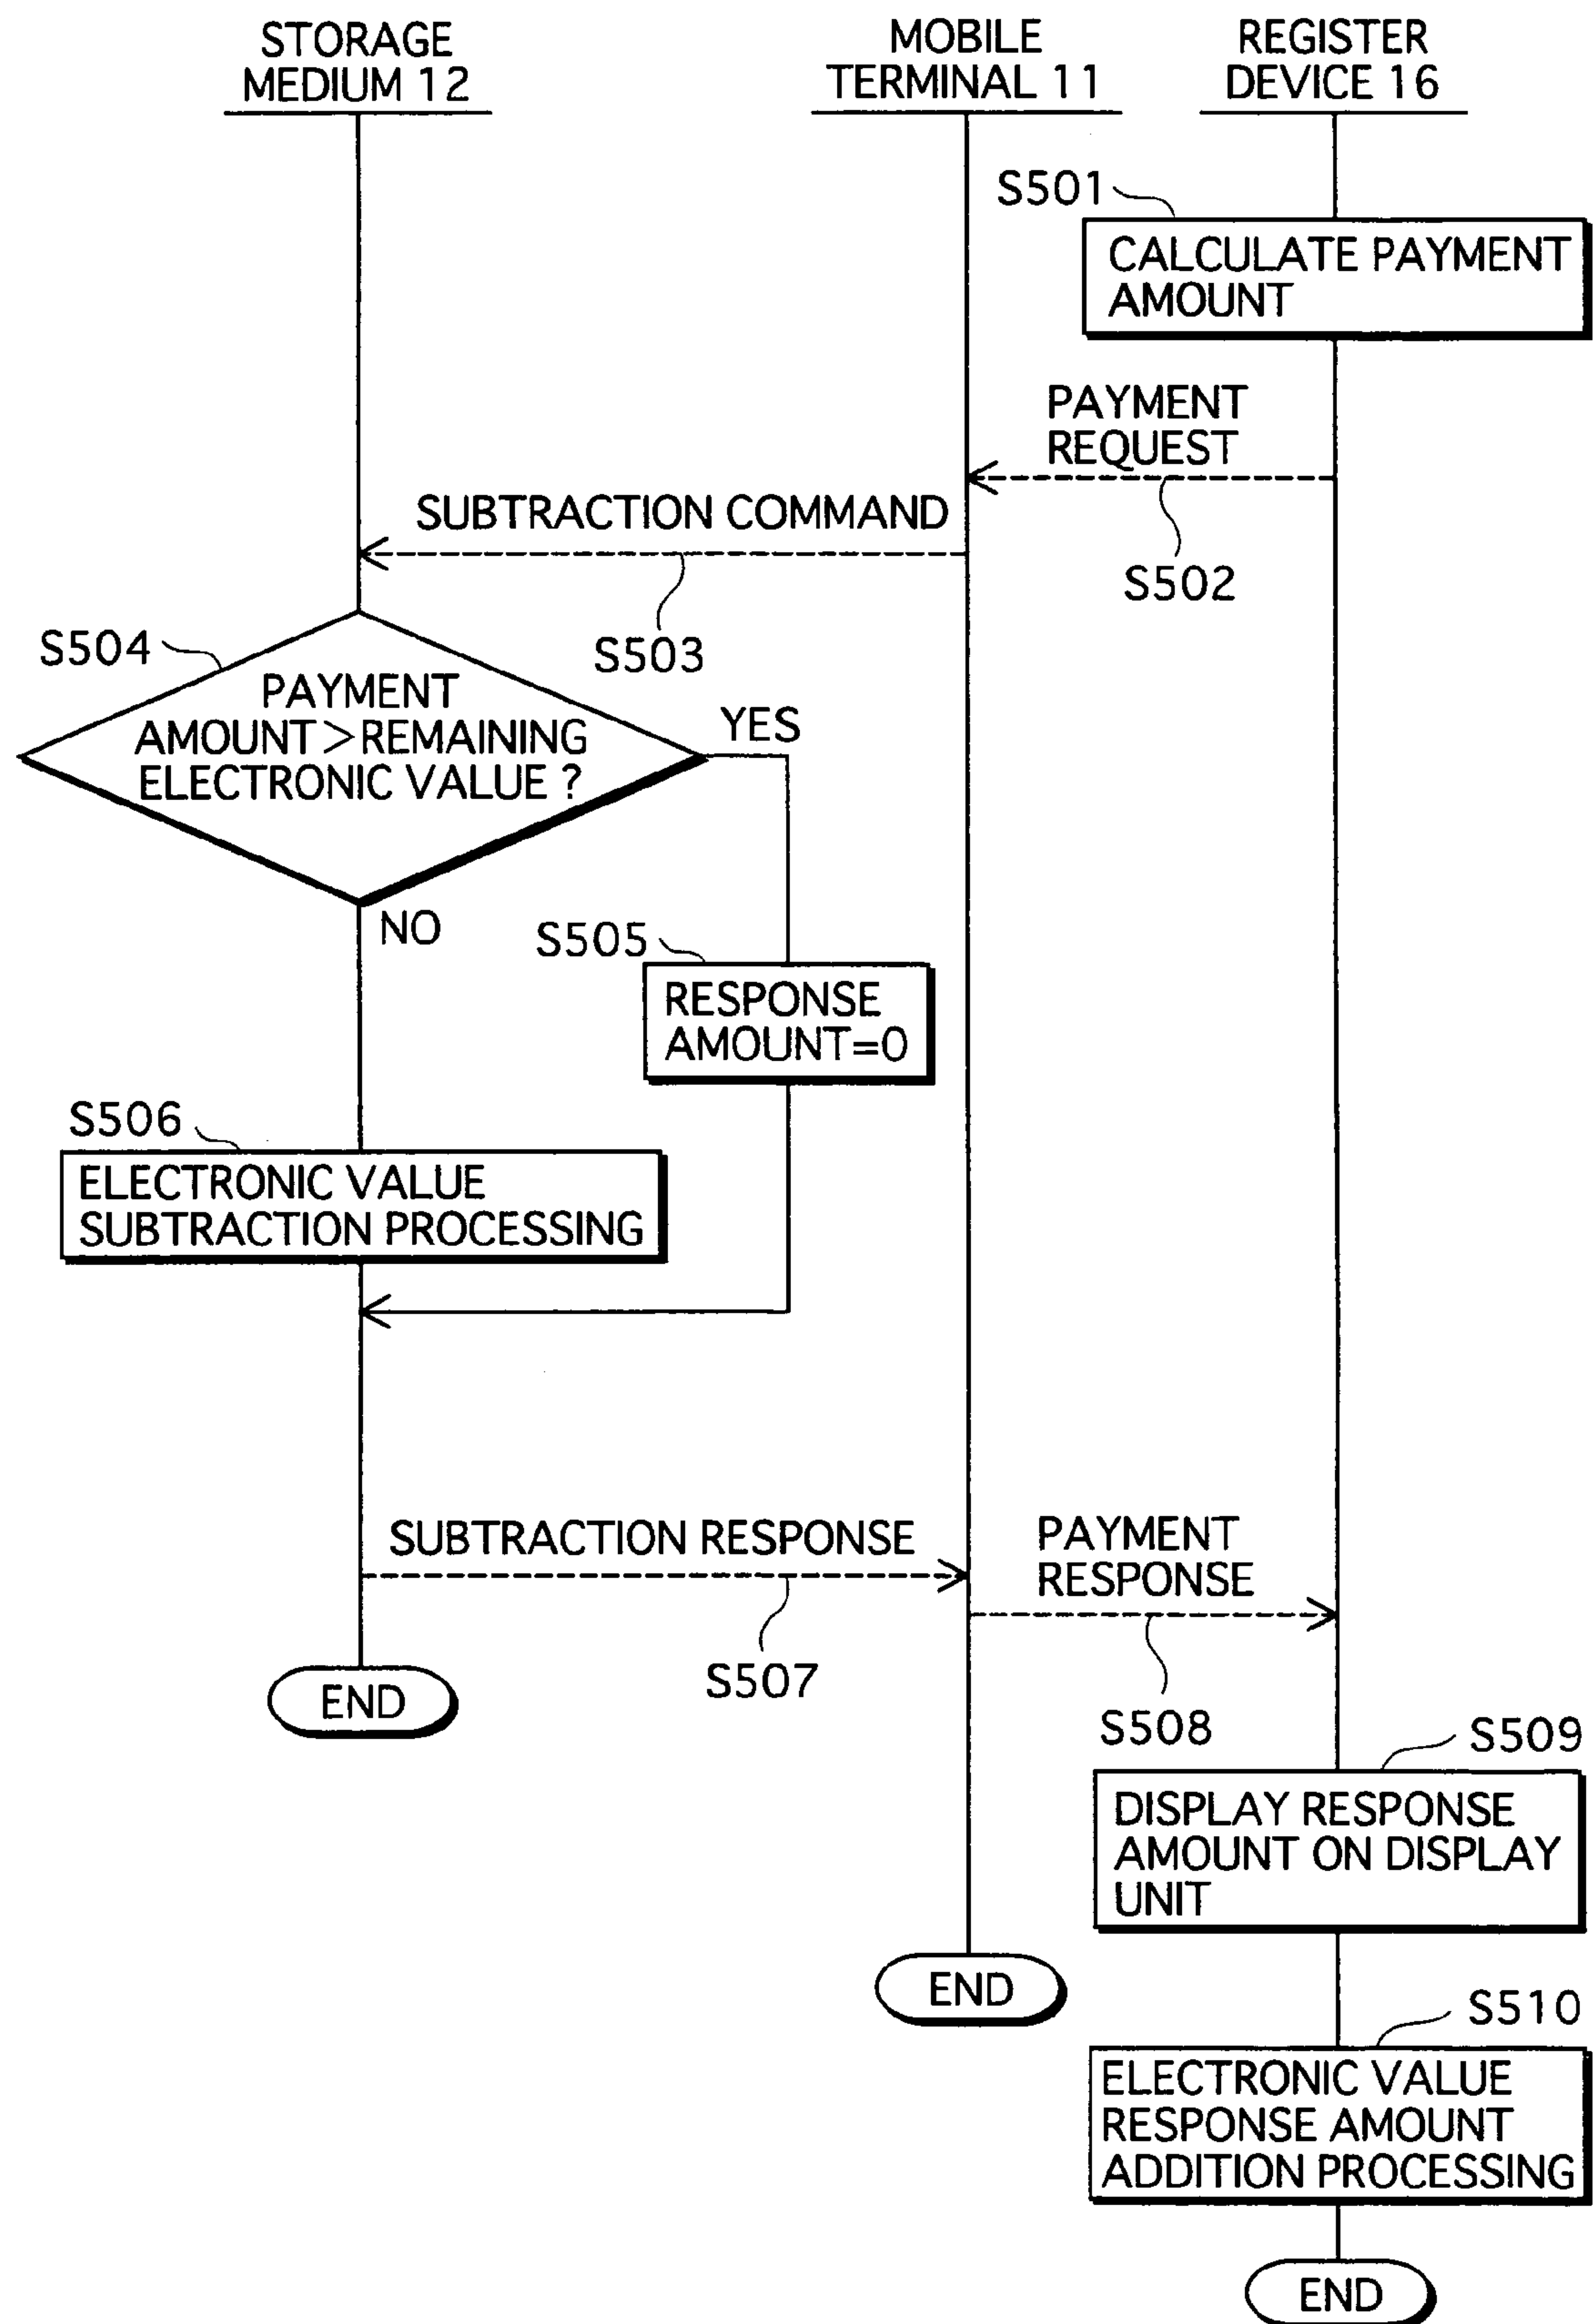 STORAGE
MEDIUM 12
MOBILE
TERMINAL 11
REGISTER
DEVICE 16
S501
CALCULATE PAYMENT
AMOUNT
PAYMENT
REQUEST
SUBTRACTION COMMAND
S502
S503
S504
PAYMENT
AMOUNT>REMAINING
ELECTRONIC VALUE ?
YES
NO
S505
RESPONSE
AMOUNT=0
S506
ELECTRONIC VALUE
SUBTRACTION PROCESSING
SUBTRACTION RESPONSE
PAYMENT
RESPONSE
S507
S508
END
S509
DISPLAY RESPONSE
AMOUNT ON DISPLAY
UNIT
END
S510
ELECTRONIC VALUE
RESPONSE AMOUNT
ADDITION PROCESSING
END